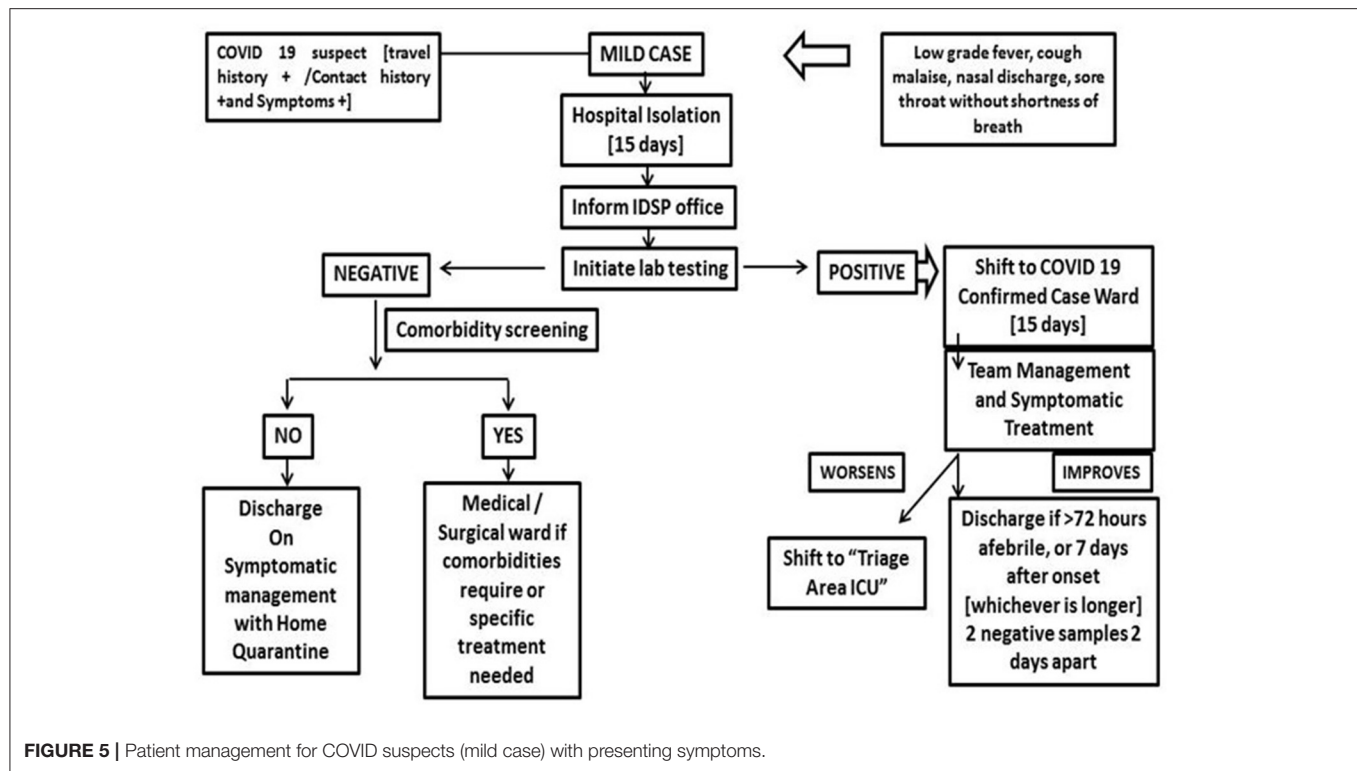 COVID 19 suspect [travel
history + /Contact history
+and Symptoms +]
MILD CASE
Low grade fever, cough
malaise, nasal discharge, sore
throat without shortness of
breath
Hospital Isolation
[15 days]
Inform IDSP office
Initiate lab testing
NEGATIVE
POSITIVE
Shift to COVID 19
Confirmed Case Ward
[15 days]
Comorbidity screening
Team Management
and Symptomatic
Treatment
NO
YES
WORSENS
IMPROVES
Discharge
On
Symptomatic
management
with Home
Quarantine
Medical /
Surgical ward if
comorbidities
require or
specific
treatment
needed
Shift to “Triage
Area ICU”
Discharge if >72 hours
afebrile, or 7 days
after onset
[whichever is longer]
2 negative samples 2
days apart
FIGURE 5 | Patient management for COVID suspects (mild case) with presenting symptoms.